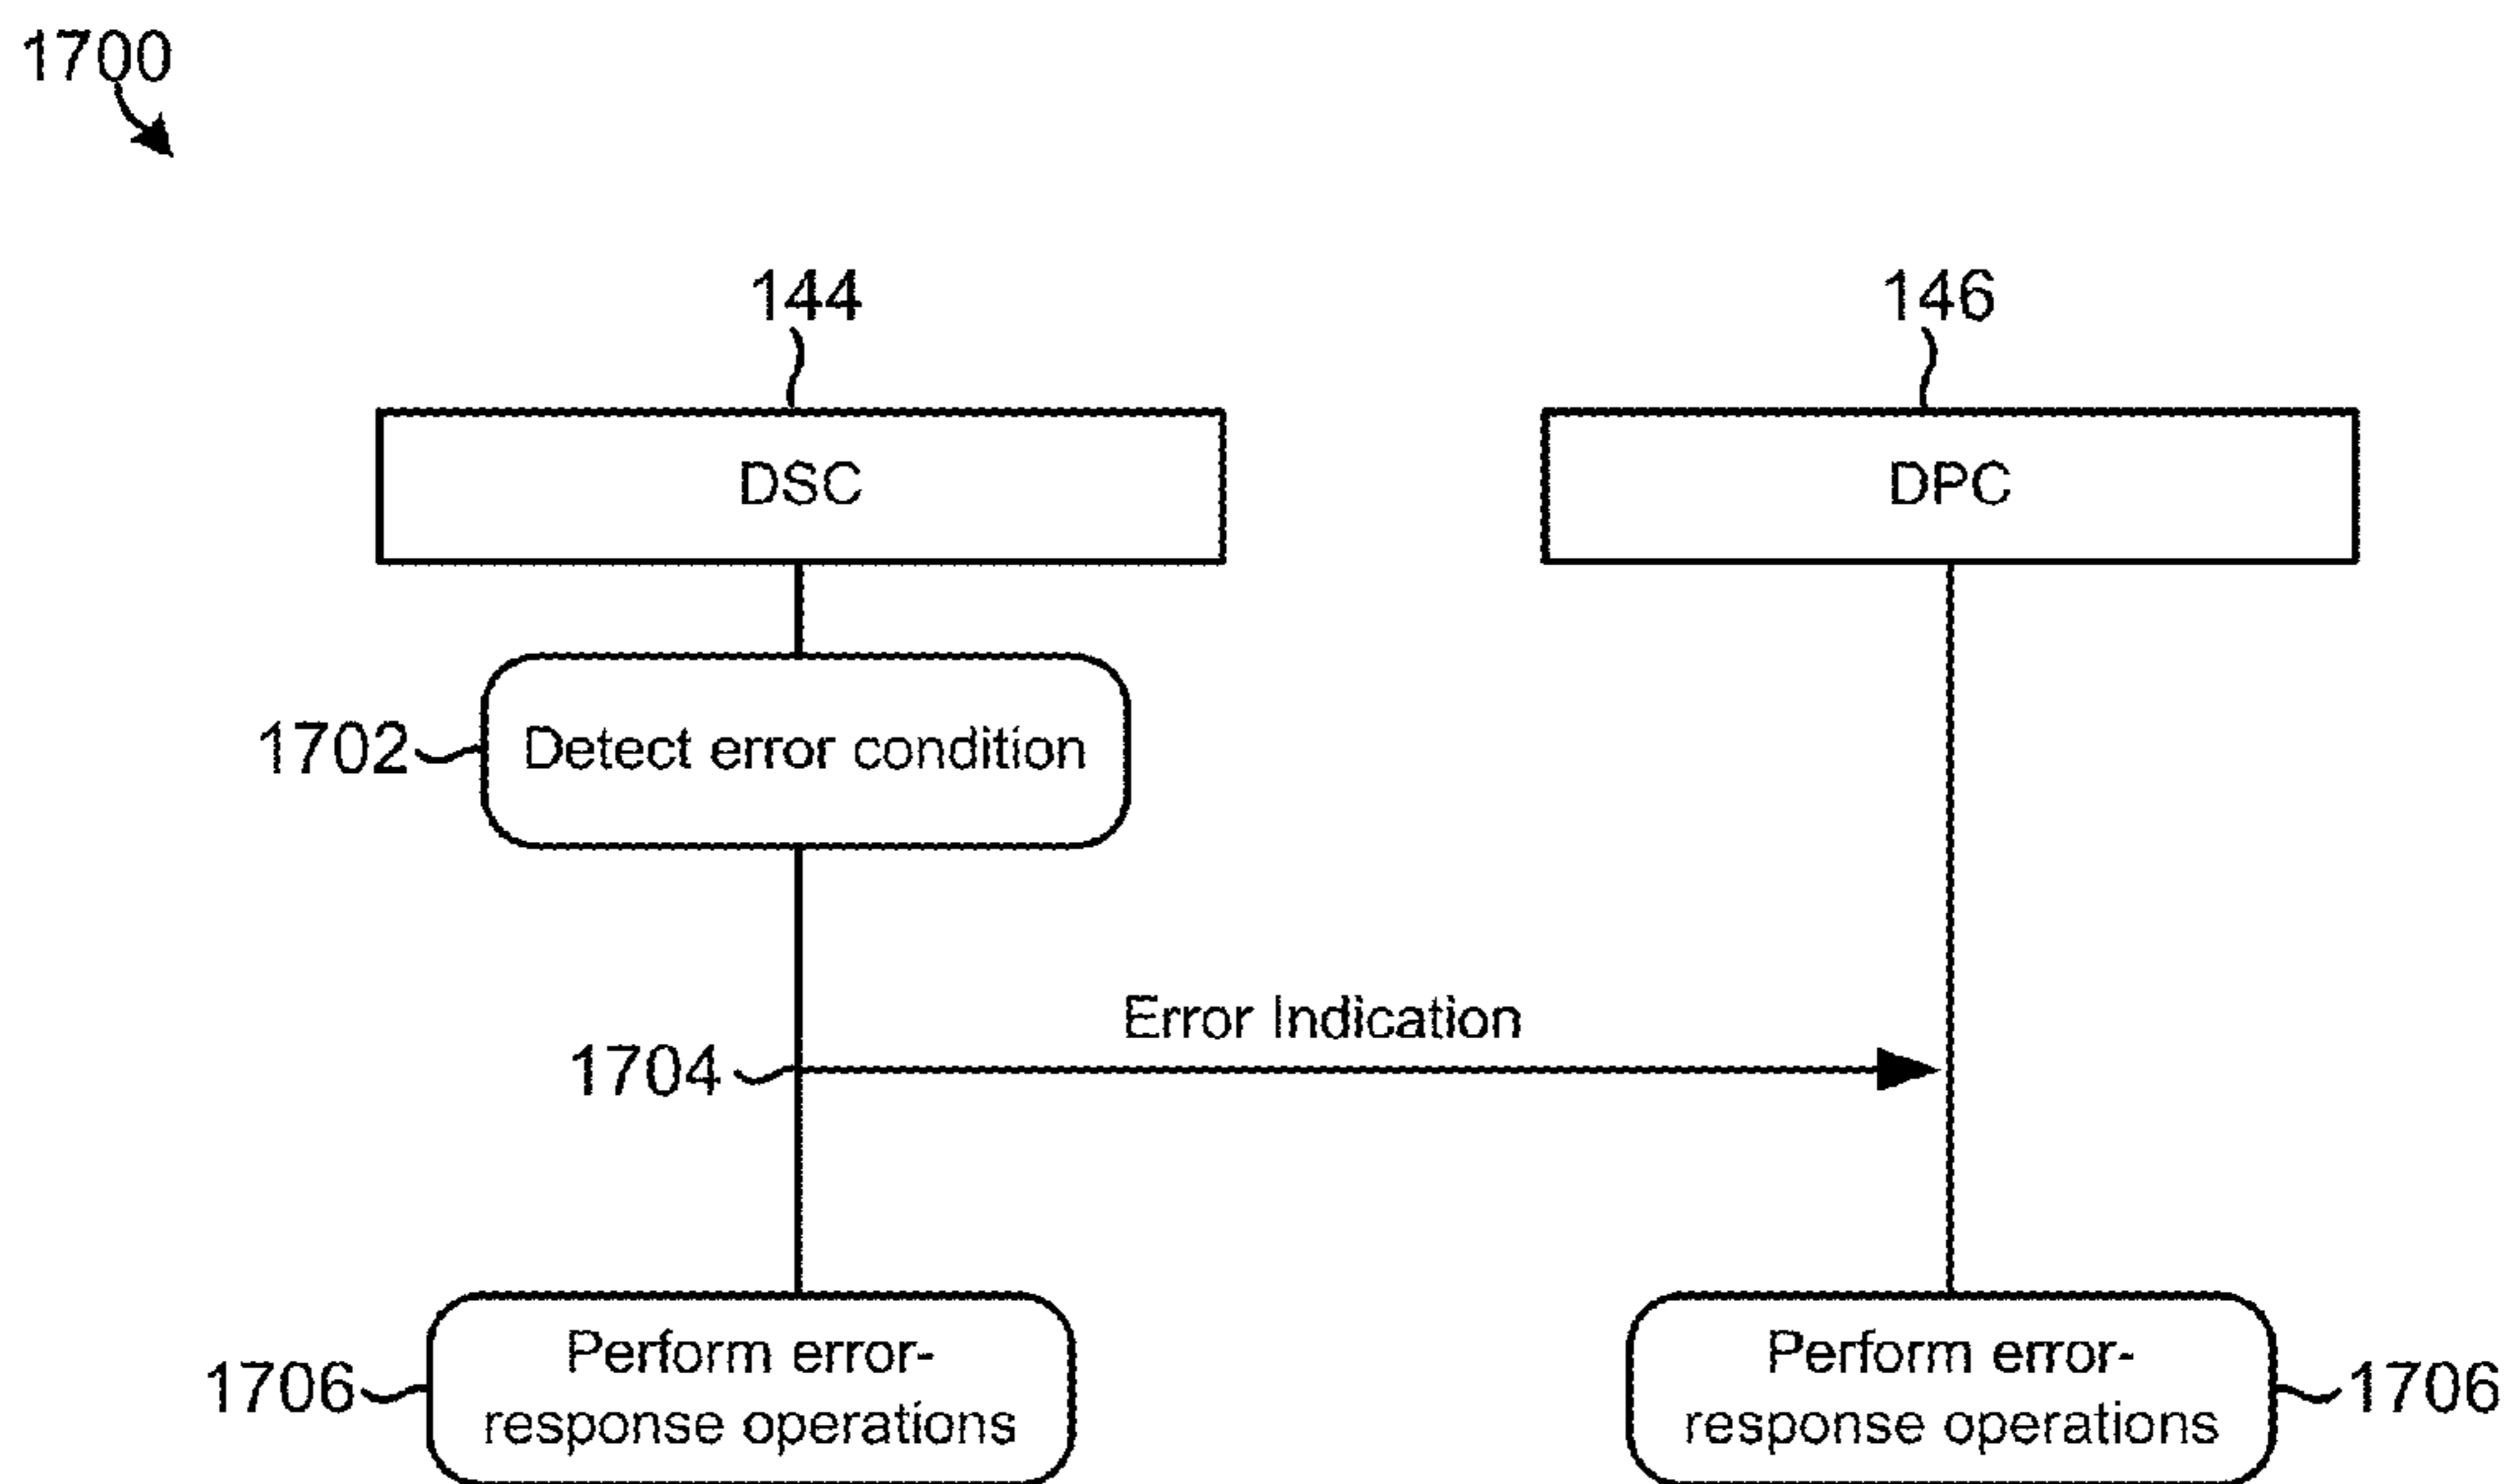 1700
144
146
DSC
DPC
1702
Detect error condition
Error Indication
1704
1706
Perform error-
response operations
Perform error-
response operations
1706